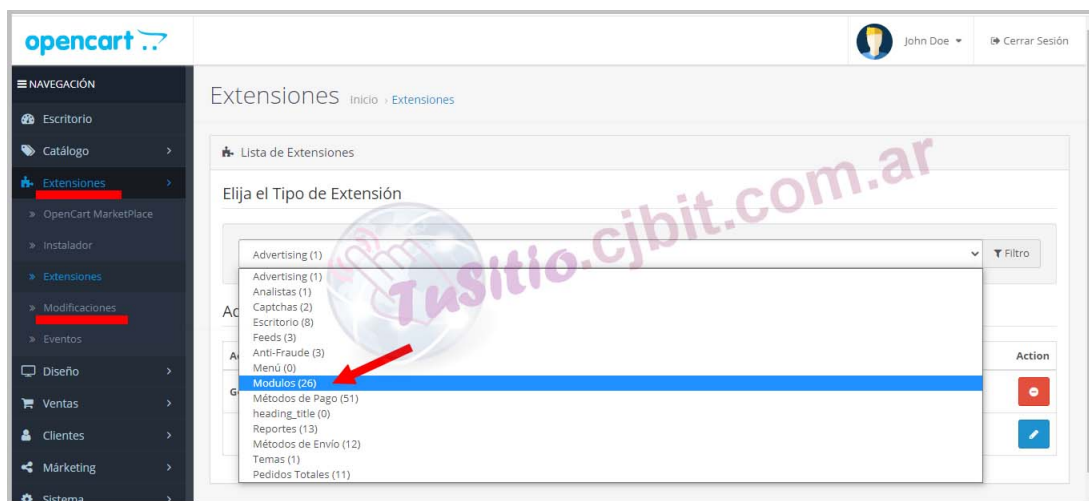 opencart
John Doe
Cerrar Sesión
NAVEGACIÓN
Escritorio
Catálogo
Extensiones
» OpenCart MarketPlace
» Instalador
» Extensiones
» Modificaciones
» Eventos
Diseño
Ventas
Clientes
Márketing
Sistema
Extensiones Inicio › Extensiones
Lista de Extensiones
Elija el Tipo de Extensión
Advertising (1)
Filtro
Advertising (1)
Analistas (1)
Captchas (2)
Escritorio (8)
Feeds (3)
Anti-Fraude (3)
Menú (0)
Modulos (26)
Métodos de Pago (51)
heading_title (0)
Reportes (13)
Métodos de Envío (12)
Temas (1)
Pedidos Totales (11)
Action
TuSitio.cjbit.com.ar